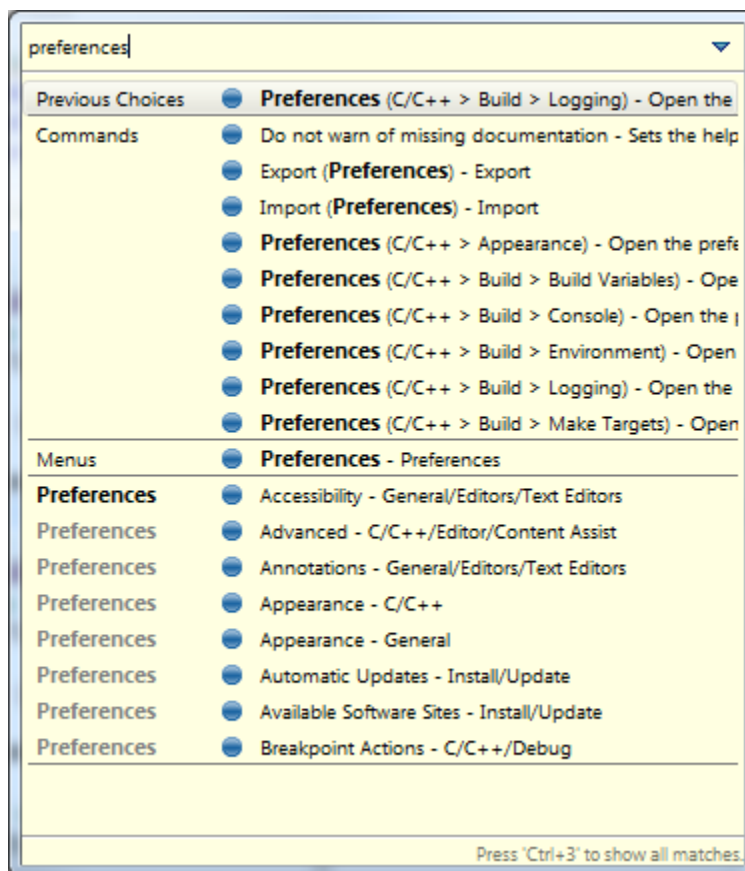 preferences
Previous Choices Preferences (C/C++ > Build > Logging) - Open the
Commands Do not warn of missing documentation - Sets the help
Export (Preferences) - Export
Import (Preferences) - Import
Preferences (C/C++ > Appearance) - Open the prefe
Preferences (C/C++ > Build > Build Variables) - Ope
Preferences (C/C++ > Build > Console) - Open the
Preferences (C/C++ > Build > Environment) - Open
Preferences (C/C++ > Build > Logging) - Open the
Preferences (C/C++ > Build > Make Targets) - Open
Menus Preferences - Preferences
Preferences Accessibility - General/Editors/Text Editors
Preferences Advanced - C/C++/Editor/Content Assist
Preferences Annotations - General/Editors/Text Editors
Preferences Appearance - C/C++
Preferences Appearance - General
Preferences Automatic Updates - Install/Update
Preferences Available Software Sites - Install/Update
Preferences Breakpoint Actions - C/C++/Debug
Press 'Ctrl+3' to show all matches.